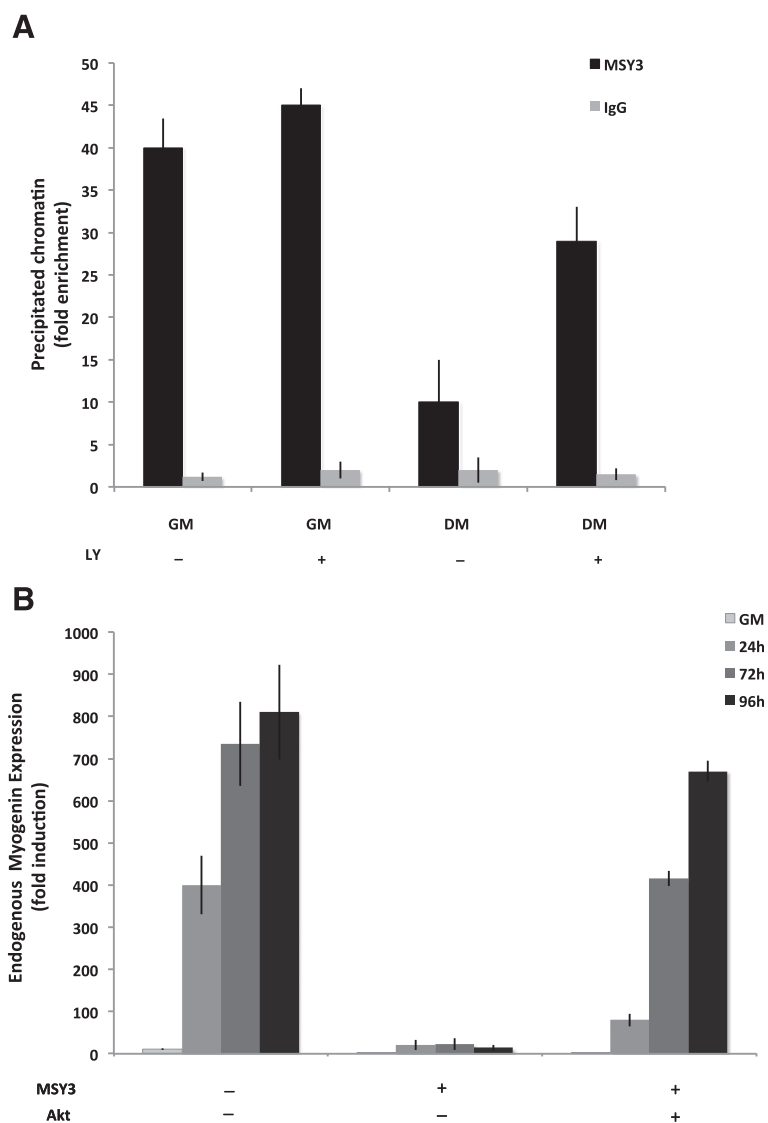 A
Precipitated chromatin
(fold enrichment)
50
45
40
35
30
25
20
15
10
5
0
MSY3
IgG
GM GM DM DM
LY – + – +
B
Endogenous Myogenin Expression
(fold induction)
1000
900
800
700
600
500
400
300
200
100
0
GM
24h
72h
96h
MSY3 – + +
Akt – – +